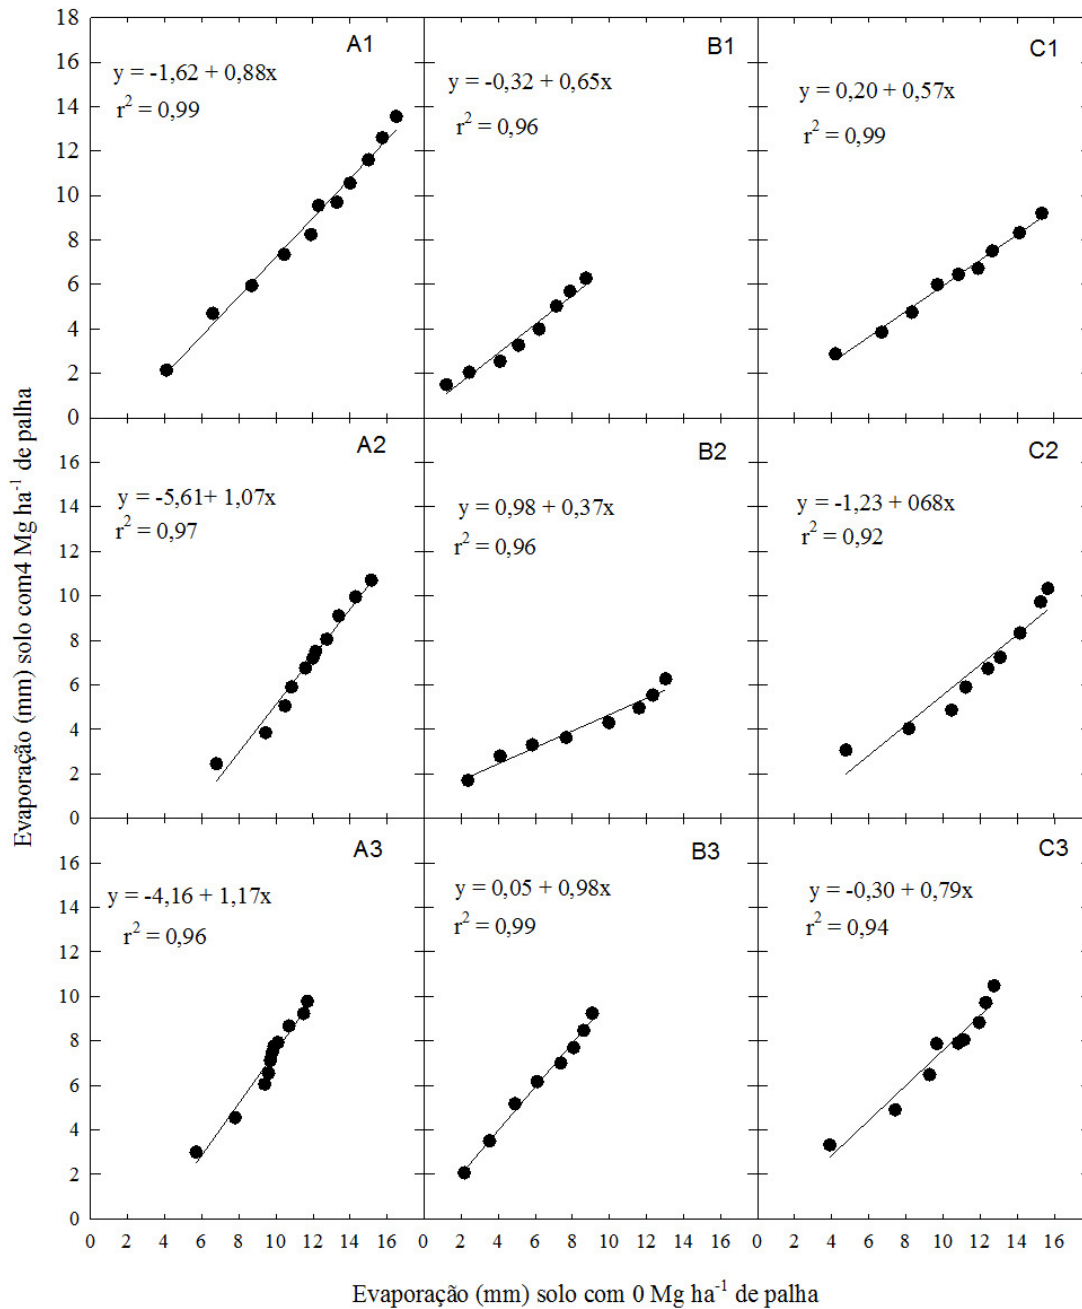 A1
y = -1,62 + 0,88x
r² = 0,99
B1
y = -0,32 + 0,65x
r² = 0,96
C1
y = 0,20 + 0,57x
r² = 0,99
18
16
14
12
10
8
6
4
2
0
A2
y = -5,61+ 1,07x
r² = 0,97
B2
y = 0,98 + 0,37x
r² = 0,96
C2
y = -1,23 + 068x
r² = 0,92
16
14
12
10
8
6
4
2
0
A3
y = -4,16 + 1,17x
r² = 0,96
B3
y = 0,05 + 0,98x
r² = 0,99
C3
y = -0,30 + 0,79x
r² = 0,94
16
14
12
10
8
6
4
2
0
0 2 4 6 8 10 12 14 16 0 2 4 6 8 10 12 14 16 0 2 4 6 8 10 12 14 16
Evaporação (mm) solo com4 Mg ha⁻¹ de palha
Evaporação (mm) solo com 0 Mg ha⁻¹ de palha